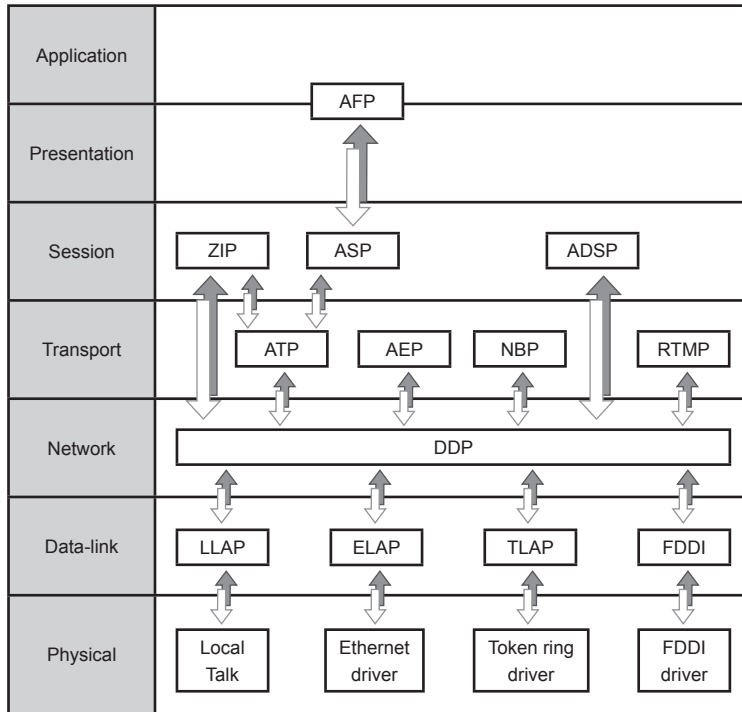 Application
AFP
Presentation
Session
ZIP
ASP
ADSP
Transport
ATP
AEP
NBP
RTMP
Network
DDP
Data-link
LLAP
ELAP
TLAP
FDDI
Physical
Local
Talk
Ethernet
driver
Token ring
driver
FDDI
driver